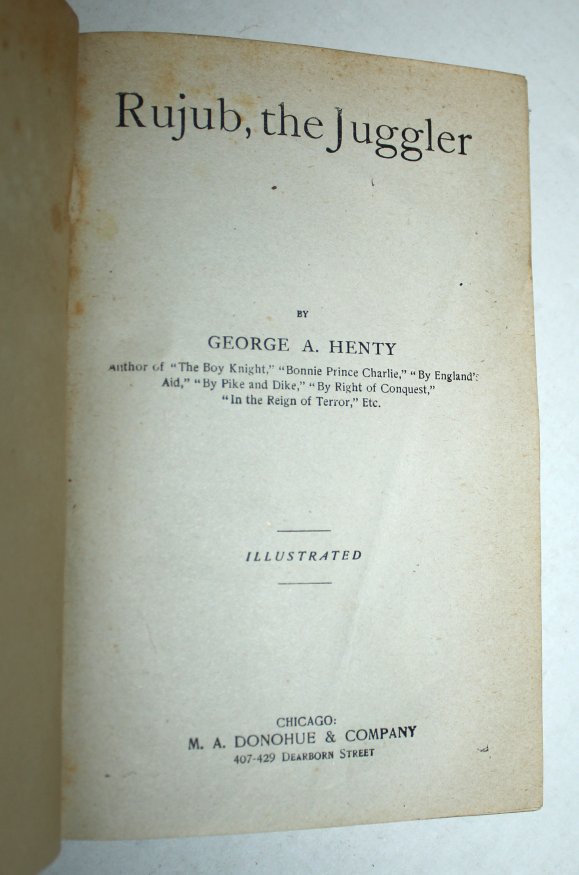 Rujub, the Juggler
BY
GEORGE A. HENTY
Author of "The Boy Knight," "Bonnie Prince Charlie," "By England's
Aid," "By Pike and Dike," "By Right of Conquest,"
"In the Reign of Terror," Etc.
ILLUSTRATED
CHICAGO:
M. A. DONOHUE & COMPANY
407-429 DEARBORN STREET